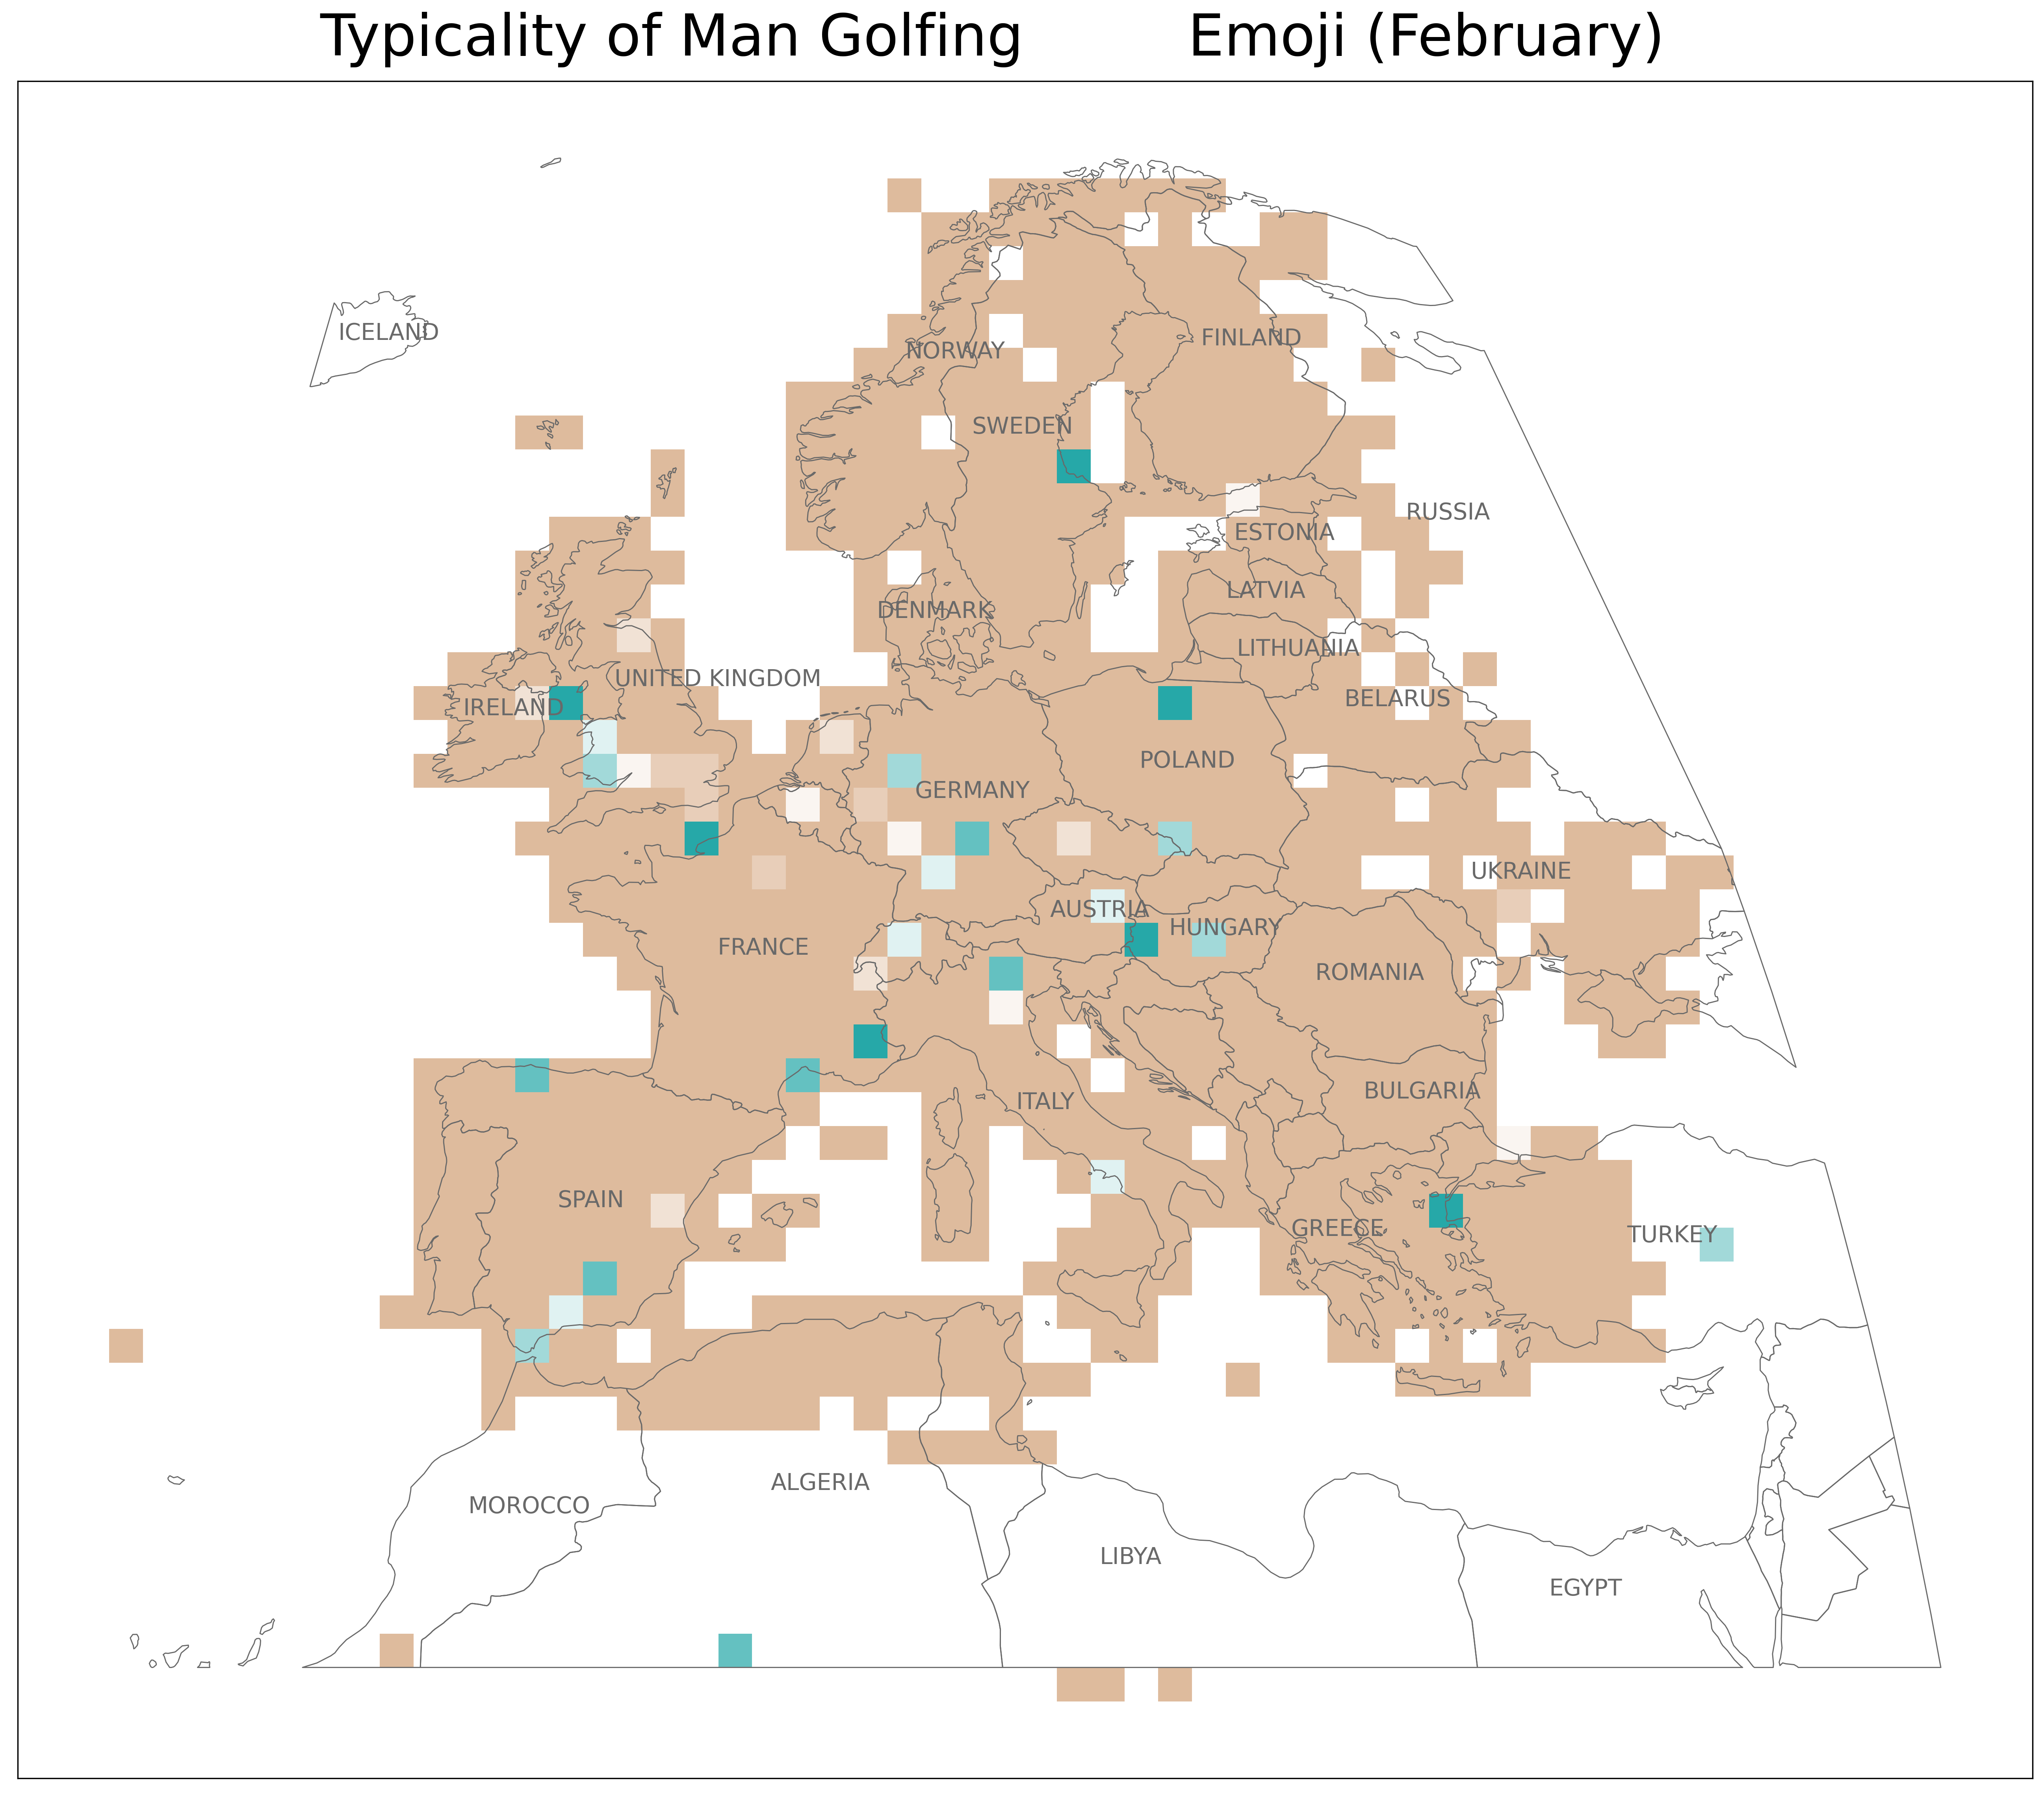 Typicality of Man Golfing Emoji (February)
ICELAND
FINLAND
NORWAY
SWEDEN
RUSSIA
ESTONIA
LATVIA
DENMARK
LITHUANIA
UNITED KINGDOM
BELARUS
IRELAND
POLAND
GERMANY
UKRAINE
AUSTRIA
HUNGARY
FRANCE
ROMANIA
BULGARIA
ITALY
SPAIN
GREECE
TURKEY
ALGERIA
MOROCCO
LIBYA
EGYPT